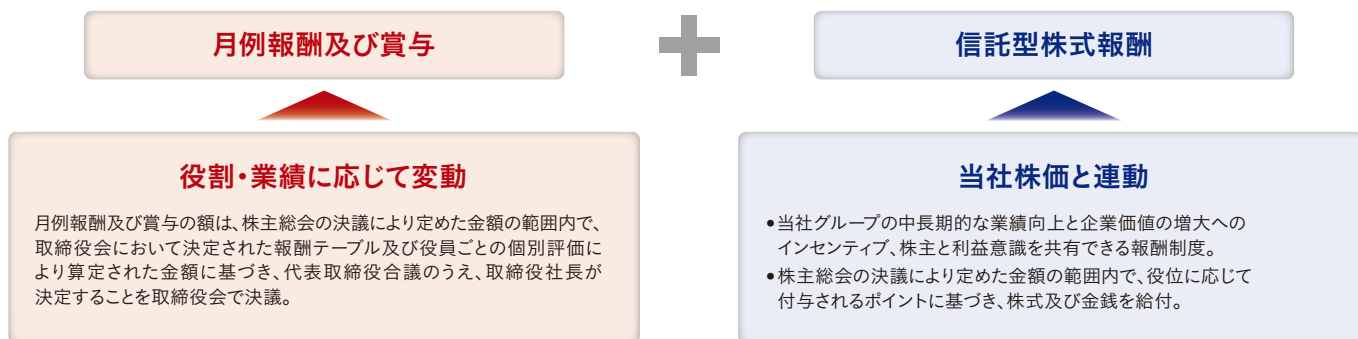 月例報酬及び賞与
信託型株式報酬
役割・業績に応じて変動
月例報酬及び賞与の額は、株主総会の決議により定めた金額の範囲内で、
取締役会において決定された報酬テーブル及び役員ごとの個別評価に
より算定された金額に基づき、代表取締役合議のうえ、取締役社長が
決定することを取締役会で決議。
当社株価と連動
●当社グループの中長期的な業績向上と企業価値の増大への
インセンティブ、株主と利益意識を共有できる報酬制度。
●株主総会の決議により定めた金額の範囲内で、役位に応じて
付与されるポイントに基づき、株式及び金銭を給付。